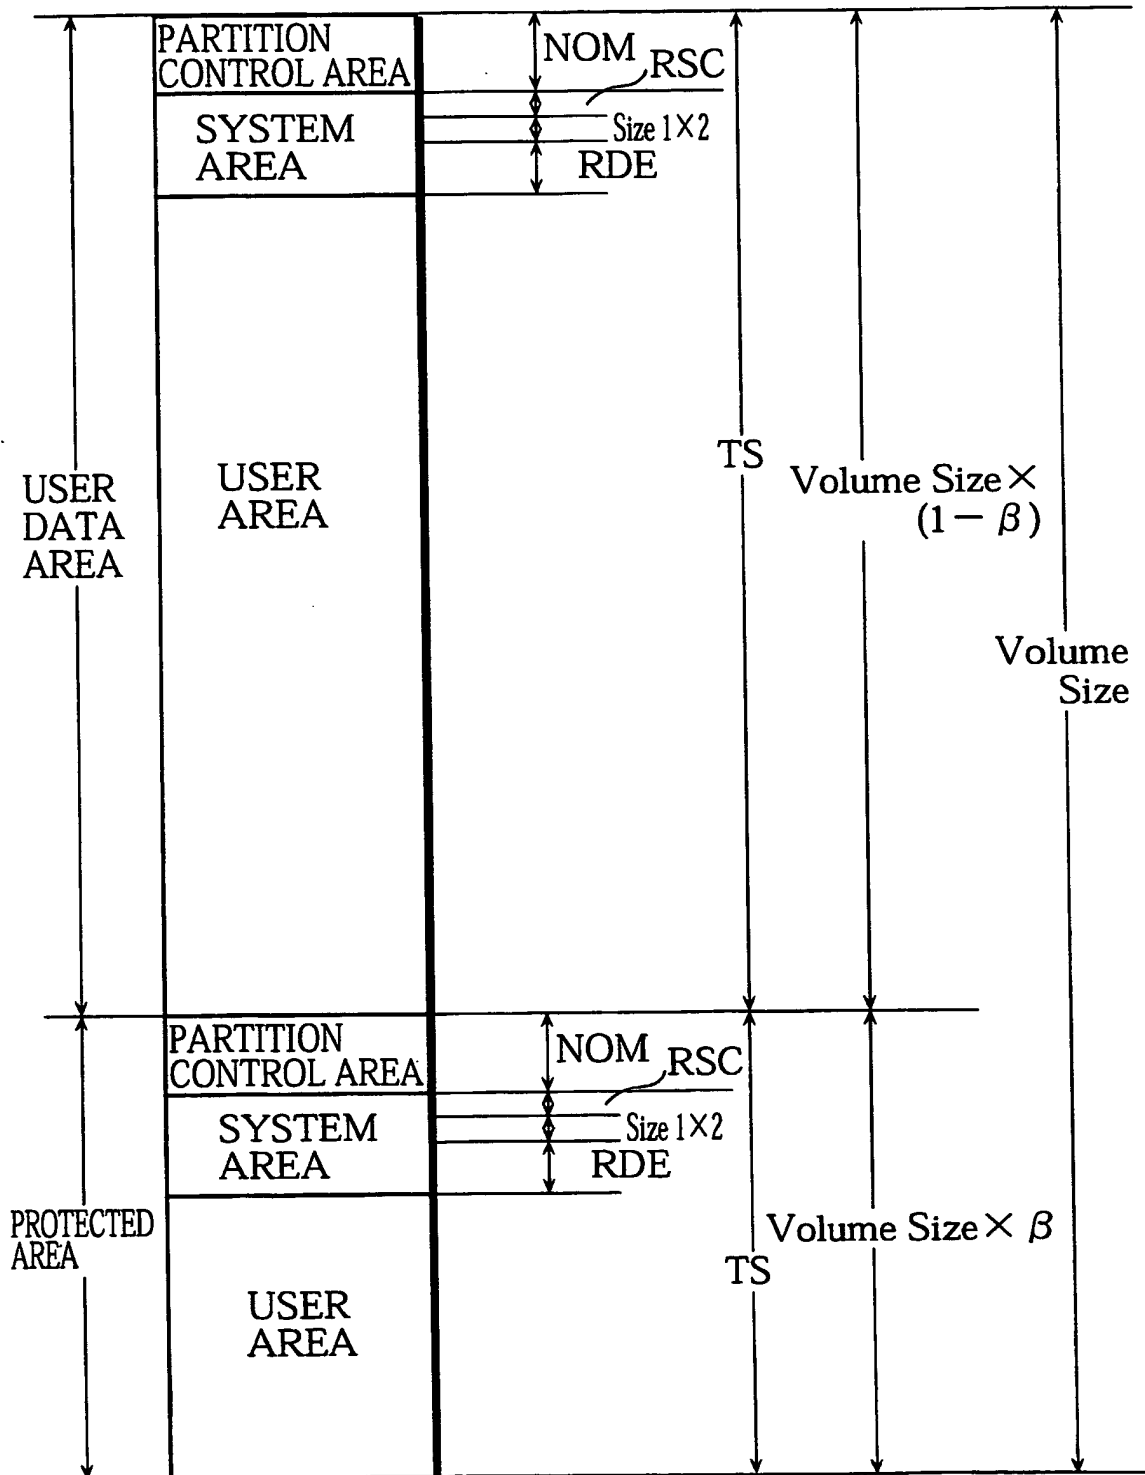 PARTITION
CONTROL AREA
NOM
RSC
SYSTEM
AREA
Size 1×2
RDE
USER
DATA
AREA
USER
AREA
TS
Volume Size×
(1－β)
Volume
Size
PARTITION
CONTROL AREA
NOM
RSC
SYSTEM
AREA
Size 1×2
RDE
PROTECTED
AREA
Volume Size×β
TS
USER
AREA